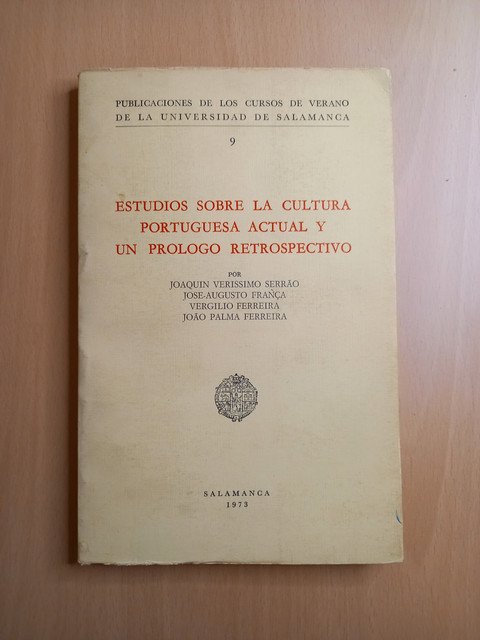 PUBLICACIONES DE LOS CURSOS DE VERANO
DE LA UNIVERSIDAD DE SALAMANCA
9
ESTUDIOS SOBRE LA CULTURA
PORTUGUESA ACTUAL Y
UN PROLOGO RETROSPECTIVO
POR
JOAQUIN VERISSIMO SERRÃO
JOSE-AUGUSTO FRANÇA
VERGILIO FERREIRA
JOÃO PALMA FERREIRA
SALAMANCA
1973